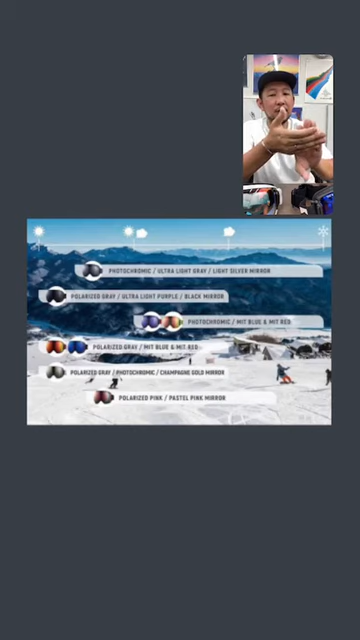 PHOTOCHROMIC / ULTRA LIGHT GRAY / LIGHT SILVER MIRROR
POLARIZED GRAY / ULTRA LIGHT PURPLE / BLACK MIRROR
PHOTOCHROMIC / MIT BLUE & MIT RED
POLARIZED GRAY / MIT BLUE & MIT RED
POLARIZED GRAY / PHOTOCHROMIC / CHAMPAGNE GOLD MIRROR
POLARIZED PINK / PASTEL PINK MIRROR